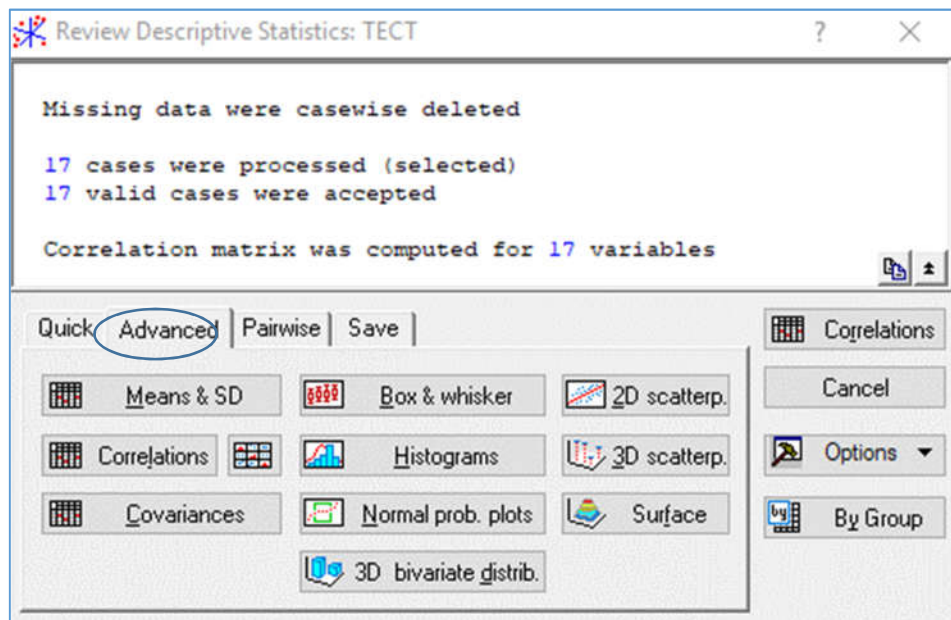 Review Descriptive Statistics: TECT
? ×
Missing data were casewise deleted
17 cases were processed (selected)
17 valid cases were accepted
Correlation matrix was computed for 17 variables
Quick Advanced Pairwise Save
Means & SD
Box & whisker
2D scatterp.
Correlations
Histograms
3D scatterp.
Covariances
Normal prob. plots
Surface
3D bivariate distrib.
Correlations
Cancel
Options
by By Group